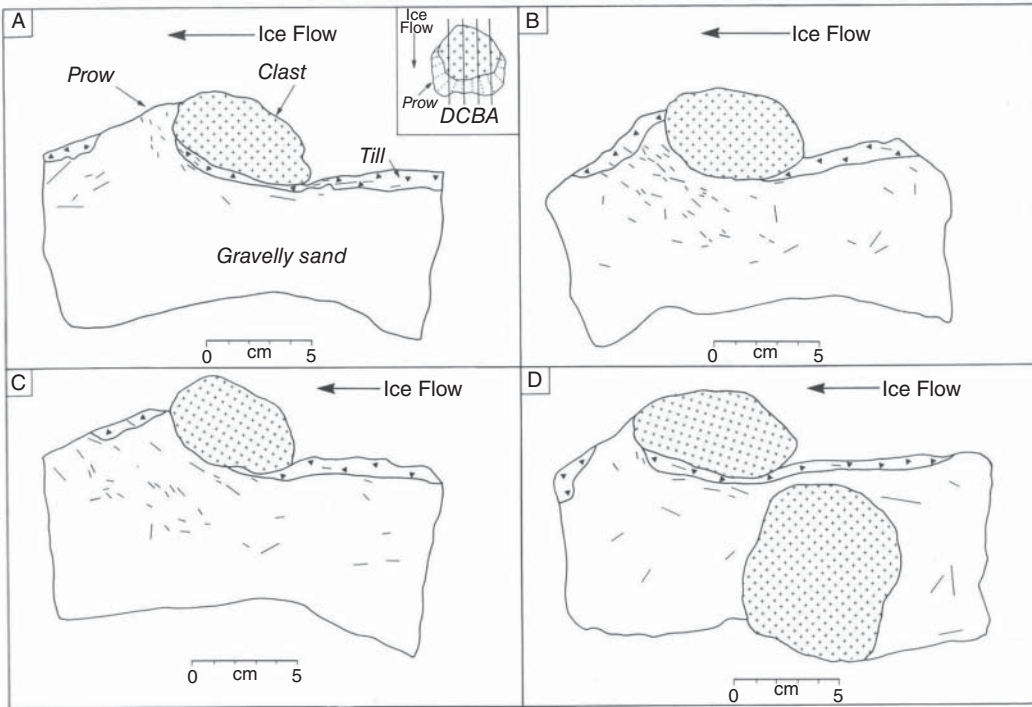 A
Ice Flow
Prow
Clast
Till
Gravelly sand
0 cm 5
Ice
Flow
Prow
DCBA
B
Ice Flow
0 cm 5
C
Ice Flow
cm
0 5
D
Ice Flow
cm
0 5